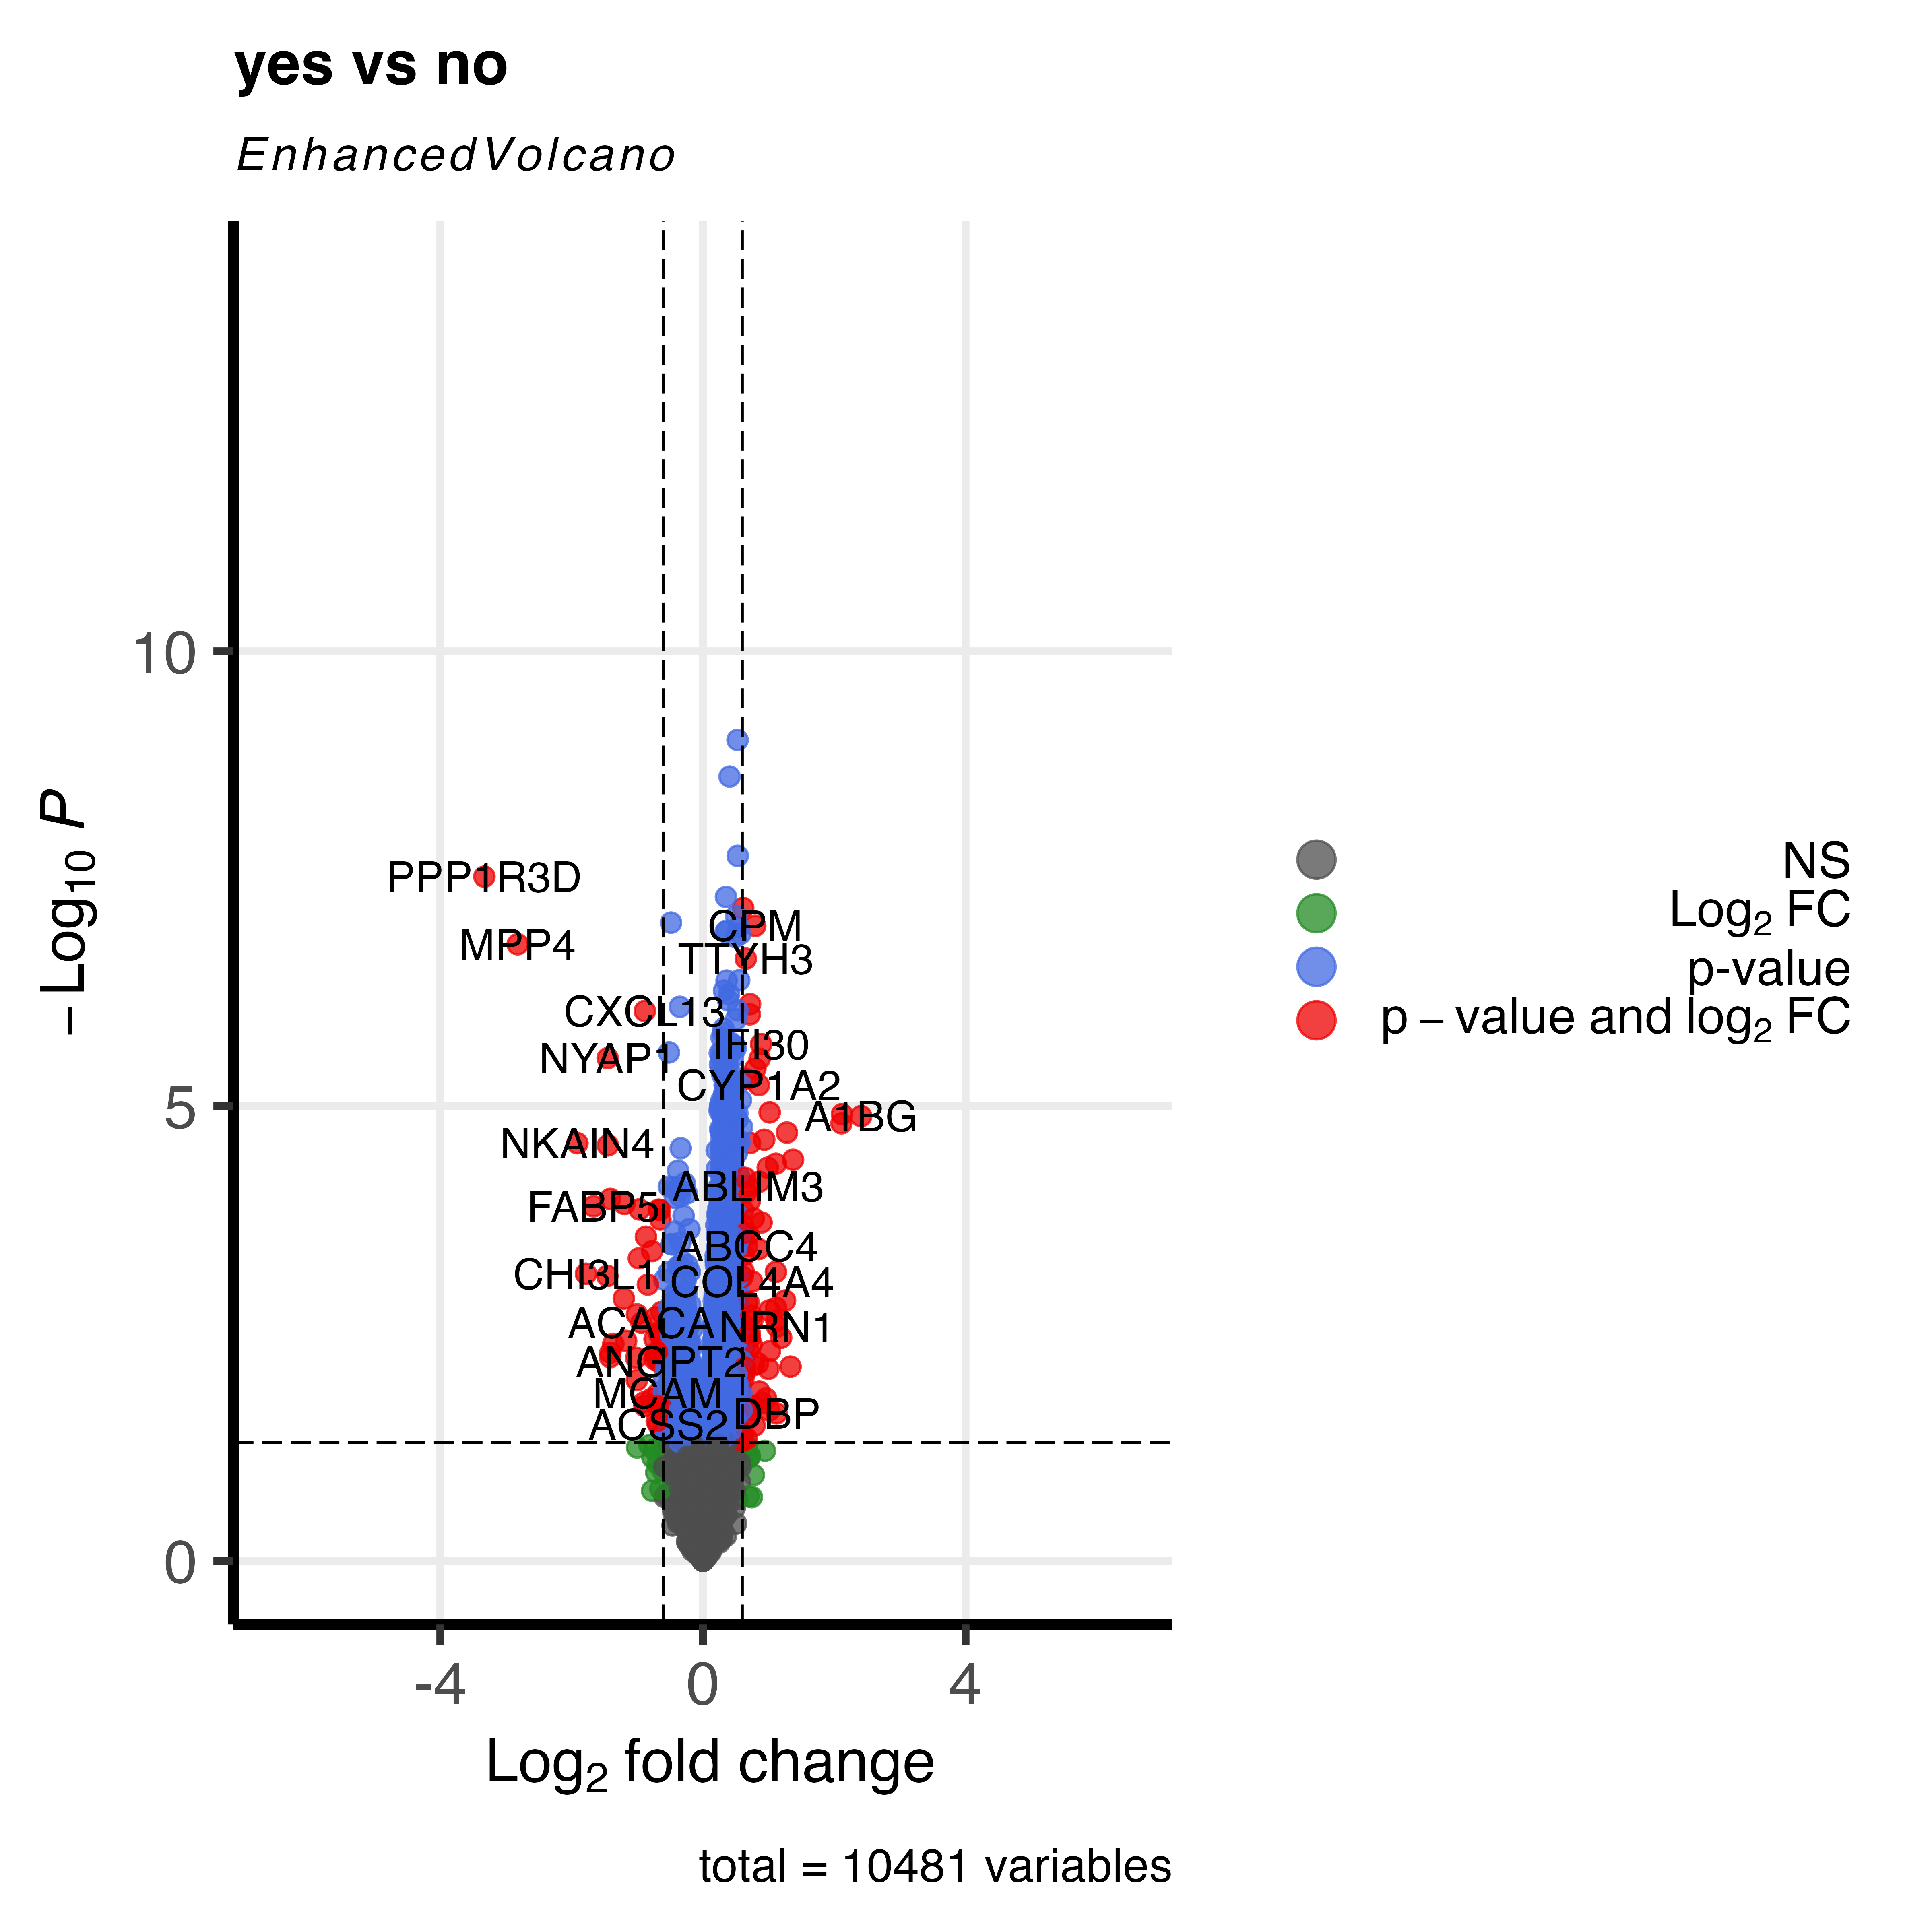 yes vs no
EnhancedVolcano
− Log10 P
10
5
0
PPP1R3D
CPM
MPP4
TTYH3
CXCL13
IFI30
NYAP1
CYP1A2
A1BG
NKAIN4
ABLIM3
FABP5
ABCC4
CHI3L1
COL4A4
ACACA
NRN1
ANGPT2
MCAM
DBP
ACSS2
-4
0
4
Log2 fold change
total = 10481 variables
NS
Log2 FC
p-value
p − value and log2 FC